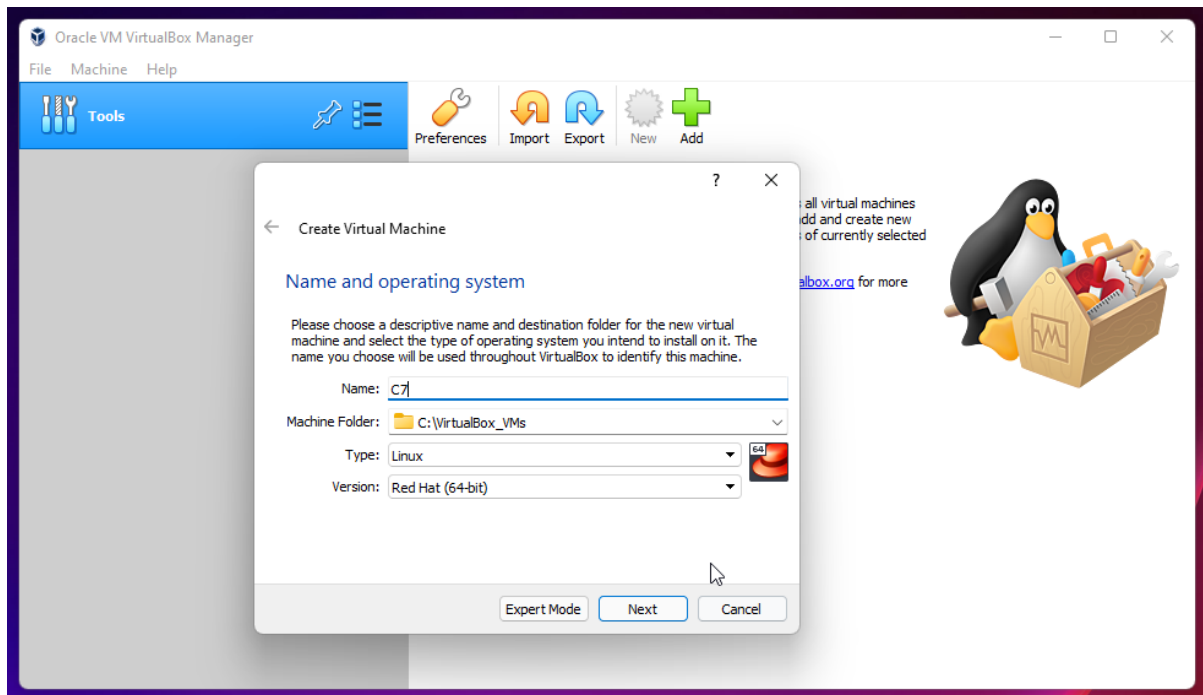 Oracle VM VirtualBox Manager
File Machine Help
Tools
Preferences Import Export New Add
?
Create Virtual Machine
all virtual machines
add and create new
of currently selected
albox.org for more
Name and operating system
Please choose a descriptive name and destination folder for the new virtual
machine and select the type of operating system you intend to install on it. The
name you choose will be used throughout VirtualBox to identify this machine.
Name: C7
Machine Folder: C:\VirtualBox_VMs
Type: Linux
64
Version: Red Hat (64-bit)
Expert Mode Next Cancel